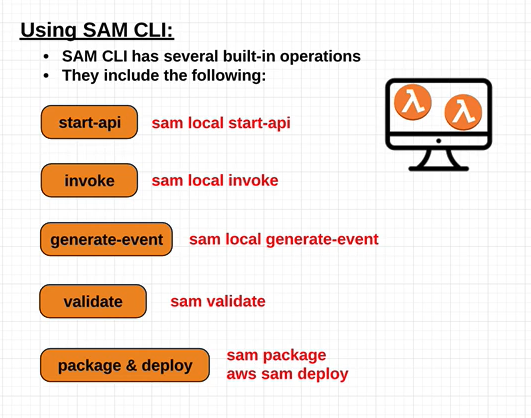 Using SAM CLI:
• SAM CLI has several built-in operations
• They include the following:
start-api sam local start-api
invoke sam local invoke
generate-event sam local generate-event
validate sam validate
package & deploy sam package
aws sam deploy
λ λ